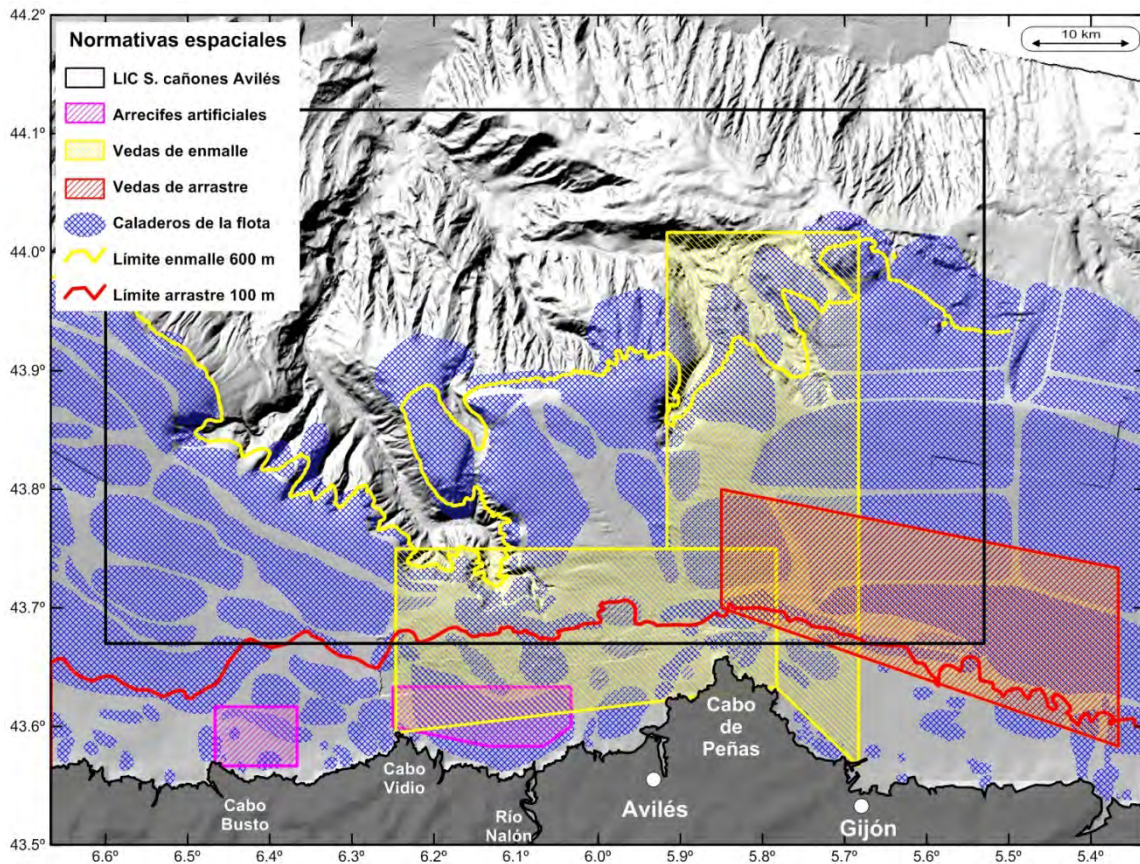 44.2º
44.1º
44.0º
43.9º
43.8º
43.7º
43.6º
43.5º
Normativas espaciales
LIC S. cañones Avilés
Arrecifes artificiales
Vedas de enmalle
Vedas de arrastre
Caladeros de la flota
Límite enmalle 600 m
Límite arrastre 100 m
10 km
Cabo
Busto
Cabo
Vidio
Río
Nalón
Avilés
Cabo
de
Peñas
Gijón
6.6º 6.5º 6.4º 6.3º 6.2º 6.1º 6.0º 5.9º 5.8º 5.7º 5.6º 5.5º 5.4º